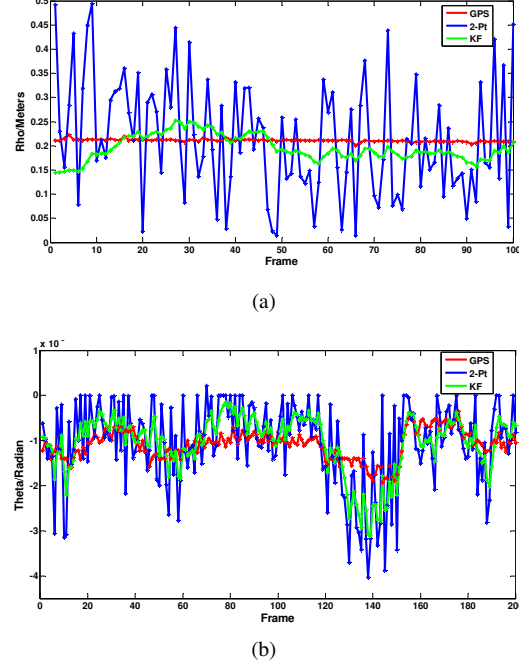 0.5
0.45
0.4
0.35
0.3
0.25
0.2
0.15
0.1
0.05
0
Rho/Meters
GPS
2-Pt
KF
0 10 20 30 40 50 60 70 80 90 100
Frame
(a)
x 10⁻
1
0
-1
-2
-3
-4
Theta/Radian
GPS
2-Pt
KF
0 20 40 60 80 100 120 140 160 180 200
Frame
(b)